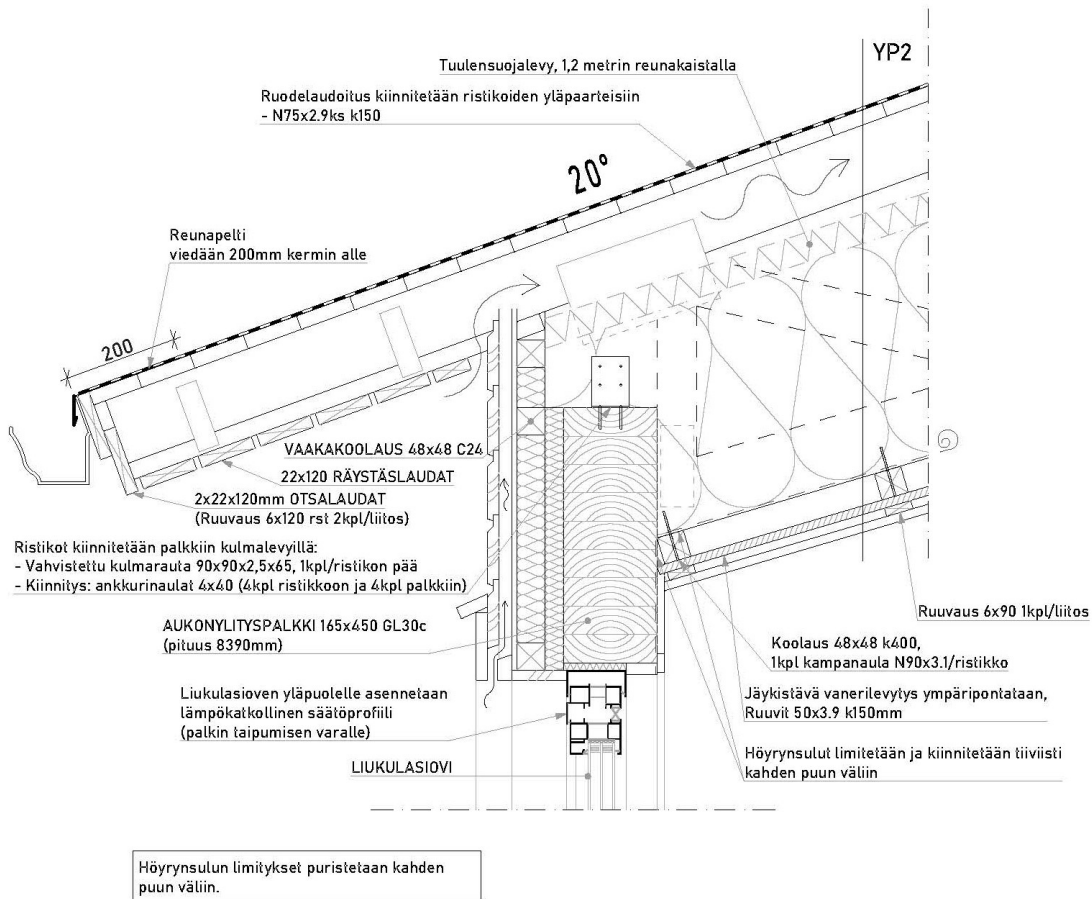 YP2
Tuulensuojalevy, 1,2 metrin reunakaistalla
Ruodelaudoitus kiinnitetään ristikoiden yläpaarteisiin
- N75x2.9ks k150
20°
Reunapelti
viedään 200mm kermin alle
200
VAAKAKOOLAUS 48x48 C24
22x120 RÄYSTÄSLAUDAT
2x22x120mm OTSALAUDAT
(Ruuvaus 6x120 rst 2kpl/liitos)
Ristikot kiinnitetään palkkiin kulmalevyillä:
- Vahvistettu kulmarauta 90x90x2,5x65, 1kpl/ristikon pää
- Kiinnitys: ankkurinaulat 4x40 (4kpl ristikkoon ja 4kpl palkkiin)
AUKONYLITYSPALKKI 165x450 GL30c
(pituus 8390mm)
Liukulasioven yläpuolelle asennetaan
lämpökatkollinen säätöprofiili
(palkin taipumisen varalle)
LIUKULASIOVI
Ruuvaus 6x90 1kpl/liitos
Koolaus 48x48 k400,
1kpl kampanaula N90x3.1/ristikko
Jäykistävä vanerilevytys ympäripontataan,
Ruuvit 50x3.9 k150mm
Höyrynsulut limitetään ja kiinnitetään tiiviisti
kahden puun väliin
Höyrynsulun limitykset puristetaan kahden
puun väliin.